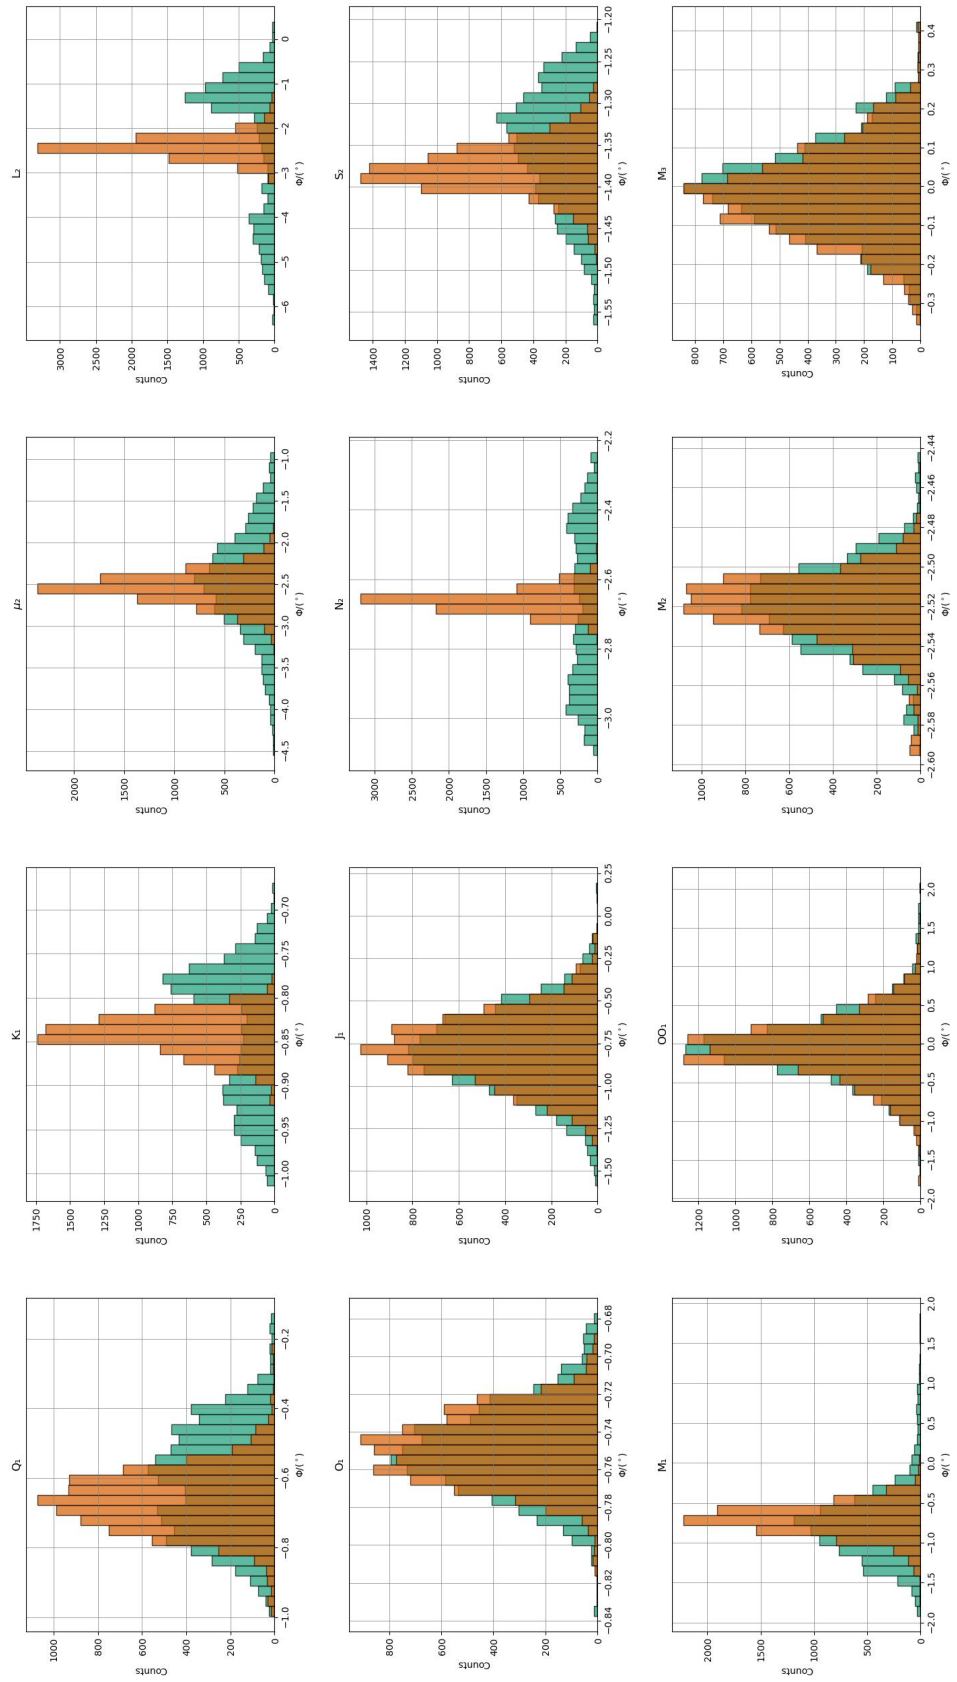 Q₁
1000
800
600
400
200
0
Counts
−1.0 −0.8 −0.6 −0.4 −0.2
Φ/(°)
K₁
1750
1500
1250
1000
750
500
250
0
Counts
−1.00 −0.95 −0.90 −0.85 −0.80 −0.75 −0.70
Φ/(°)
μ₂
2000
1500
1000
500
0
Counts
−4.5 −4.0 −3.5 −3.0 −2.5 −2.0 −1.5 −1.0
Φ/(°)
L₂
3000
2500
2000
1500
1000
500
0
Counts
−6 −5 −4 −3 −2 −1 0
Φ/(°)
O₁
800
600
400
200
0
Counts
−0.84 −0.82 −0.80 −0.78 −0.76 −0.74 −0.72 −0.70 −0.68
Φ/(°)
J₁
1000
800
600
400
200
0
Counts
−1.50 −1.25 −1.00 −0.75 −0.50 −0.25 0.00 0.25
Φ/(°)
N₂
3000
2500
2000
1500
1000
500
0
Counts
−3.0 −2.8 −2.6 −2.4 −2.2
Φ/(°)
S₂
1400
1200
1000
800
600
400
200
0
Counts
−1.55 −1.50 −1.45 −1.40 −1.35 −1.30 −1.25 −1.20
Φ/(°)
M₁
2000
1500
1000
500
0
Counts
−2.0 −1.5 −1.0 −0.5 0.0 0.5 1.0 1.5 2.0
Φ/(°)
OO₁
1200
1000
800
600
400
200
0
Counts
−2.0 −1.5 −1.0 −0.5 0.0 0.5 1.0 1.5 2.0
Φ/(°)
M₂
1000
800
600
400
200
0
Counts
−2.60 −2.58 −2.56 −2.54 −2.52 −2.50 −2.48 −2.46 −2.44
Φ/(°)
M₃
800
700
600
500
400
300
200
100
0
Counts
−0.3 −0.2 −0.1 0.0 0.1 0.2 0.3 0.4
Φ/(°)